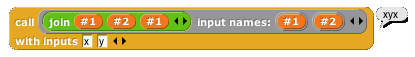 call join #1 #2 #1 input names: #1 #2 xyx
with inputs x y